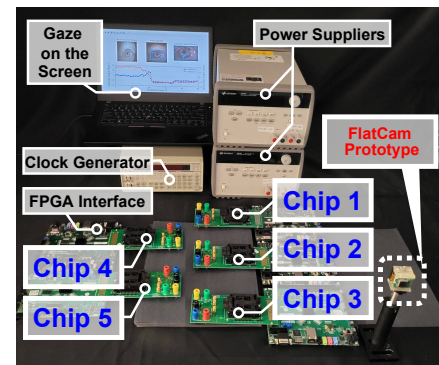 Gaze
on the
Screen
Power Suppliers
FlatCam
Prototype
Clock Generator
FPGA Interface
Chip 1
Chip 4
Chip 2
Chip 5
Chip 3